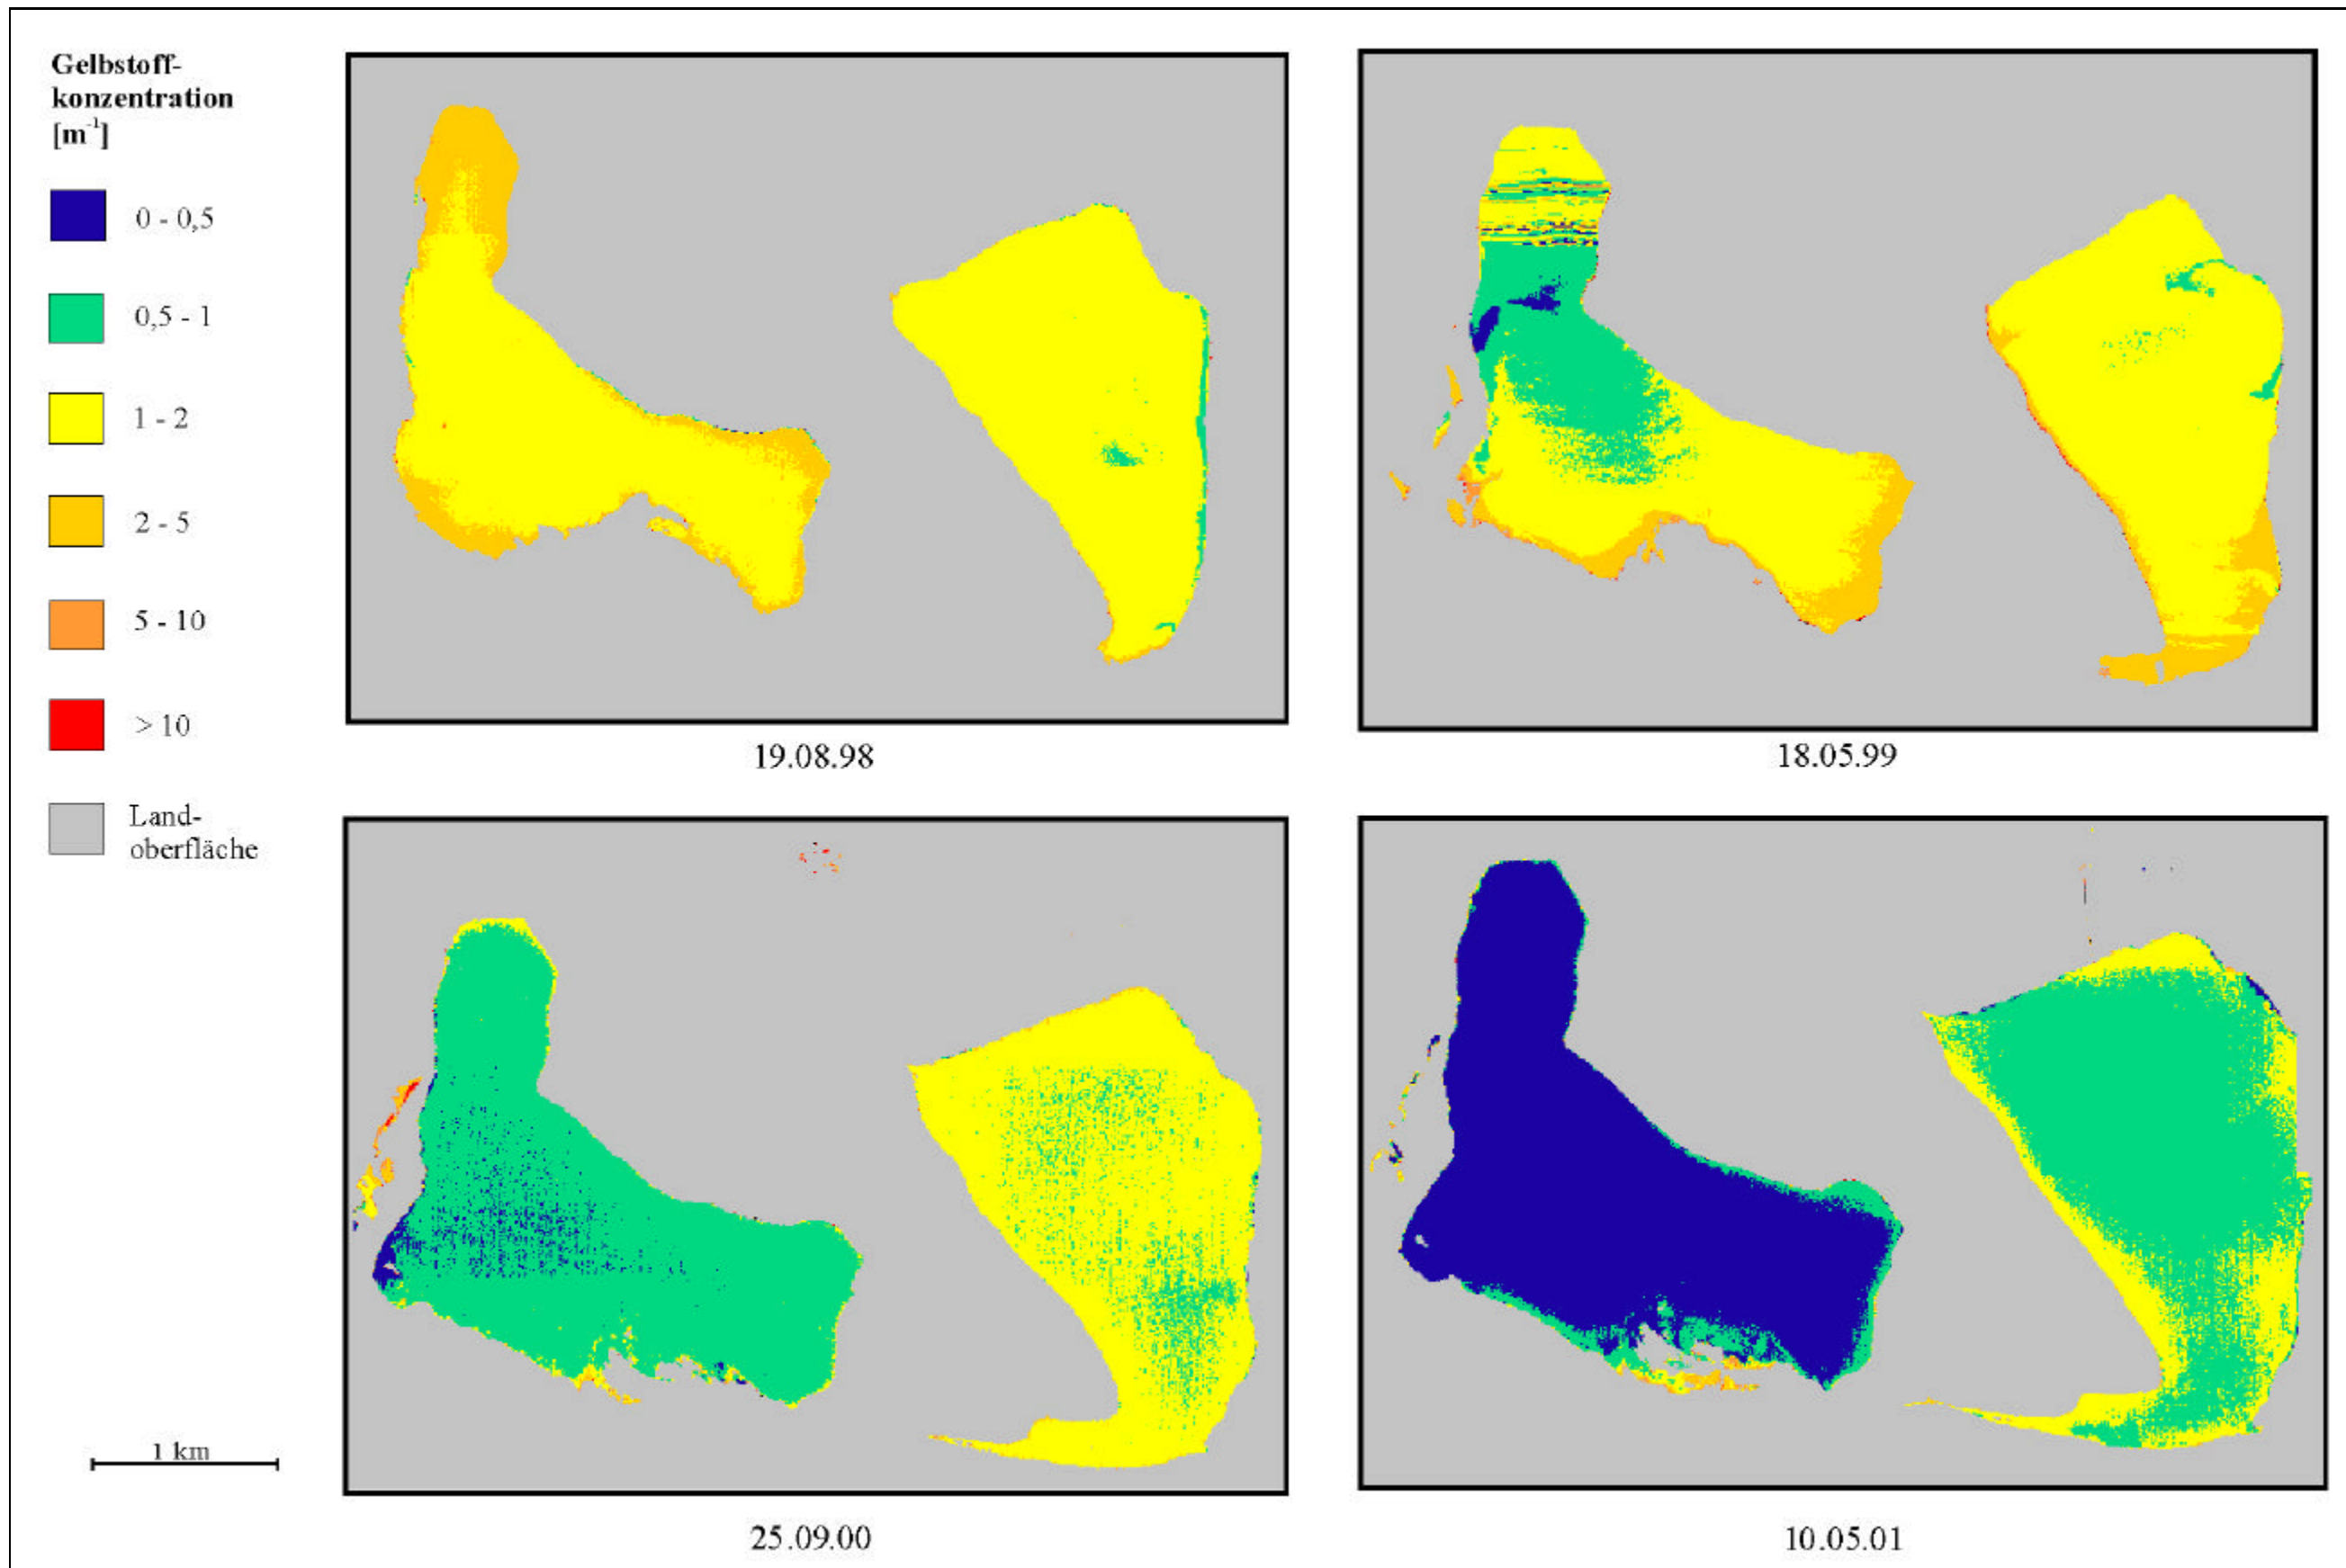 Gelbstoff-
konzentration
[m⁻¹]
0 - 0,5
0,5 - 1
1 - 2
2 - 5
5 - 10
> 10
Land-
oberfläche
19.08.98
18.05.99
25.09.00
10.05.01
1 km